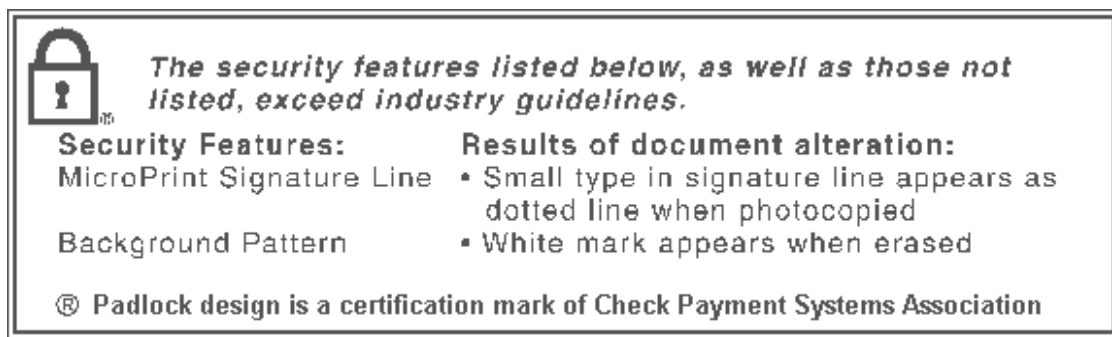 The security features listed below, as well as those not
listed, exceed industry guidelines.
®
Security Features: Results of document alteration:
MicroPrint Signature Line • Small type in signature line appears as
dotted line when photocopied
Background Pattern • White mark appears when erased
® Padlock design is a certification mark of Check Payment Systems Association